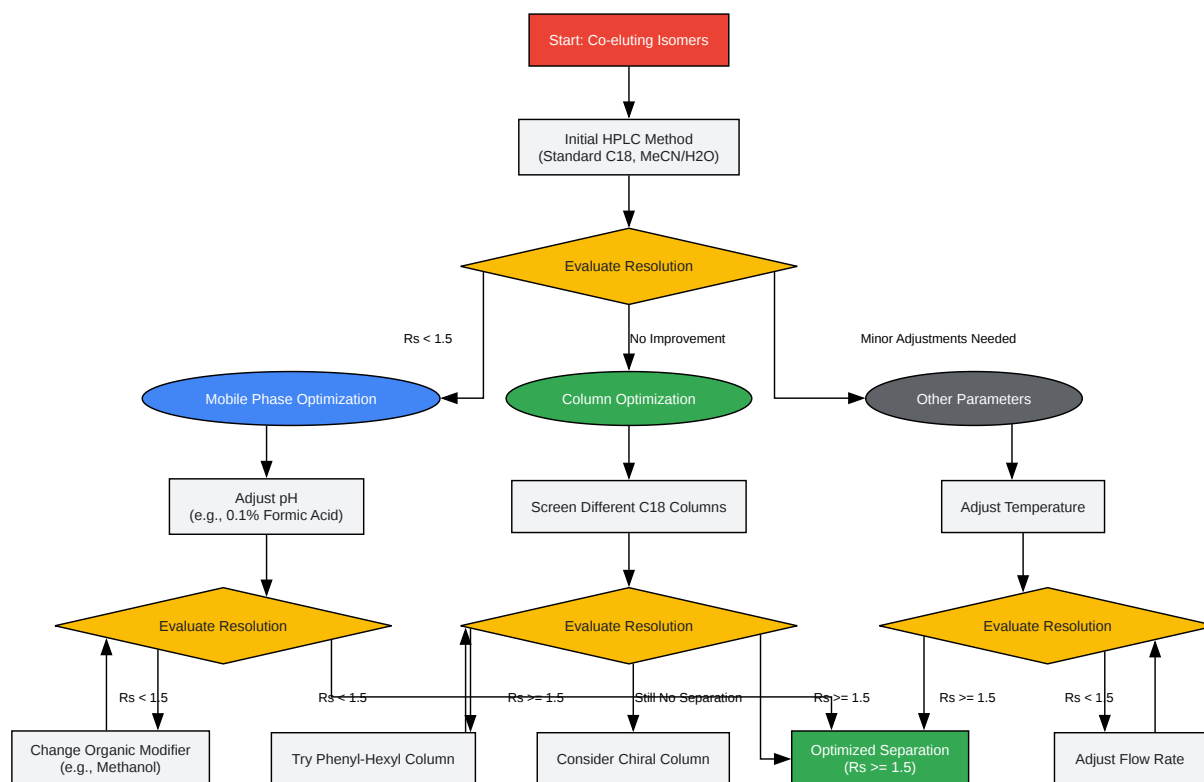 Start: Co-eluting Isomers
Initial HPLC Method
(Standard C18, MeCN/H2O)
Evaluate Resolution
Rs < 1.5
No Improvement
Minor Adjustments Needed
Mobile Phase Optimization
Column Optimization
Other Parameters
Adjust pH
(e.g., 0.1% Formic Acid)
Screen Different C18 Columns
Adjust Temperature
Evaluate Resolution
Evaluate Resolution
Evaluate Resolution
Rs < 1.5
Rs < 1.5
Rs >= 1.5
Still No Separation
Rs >= 1.5
Rs >= 1.5
Rs < 1.5
Change Organic Modifier
(e.g., Methanol)
Try Phenyl-Hexyl Column
Consider Chiral Column
Optimized Separation
(Rs >= 1.5)
Adjust Flow Rate